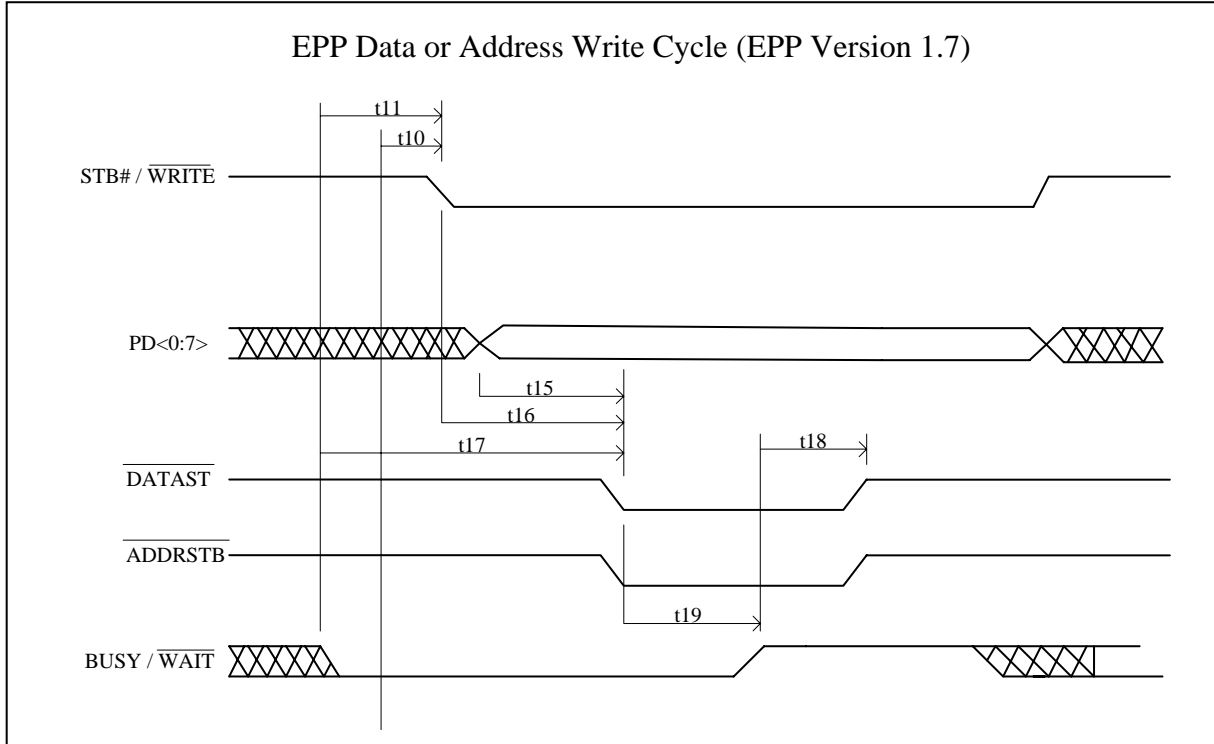 EPP Data or Address Write Cycle (EPP Version 1.7)
t11
t10
STB# / WRITE
PD<0:7>
t15
t16
t17
t18
DATAST
ADDRSTB
t19
BUSY / WAIT